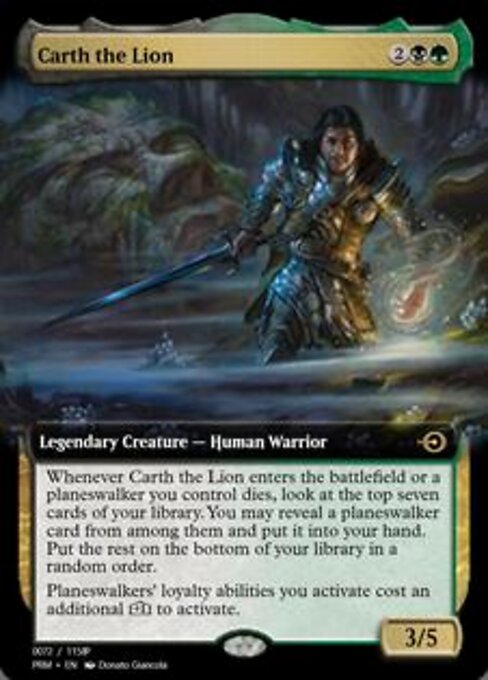 Carth the Lion 2
Legendary Creature — Human Warrior
Whenever Carth the Lion enters the battlefield or a
planeswalker you control dies, look at the top seven
cards of your library. You may reveal a planeswalker
card from among them and put it into your hand.
Put the rest on the bottom of your library in a
random order.
Planeswalkers' loyalty abilities you activate cost an
additional +1 to activate.
3/5
0072 / 115 P
PRM • EN Donato Giancola